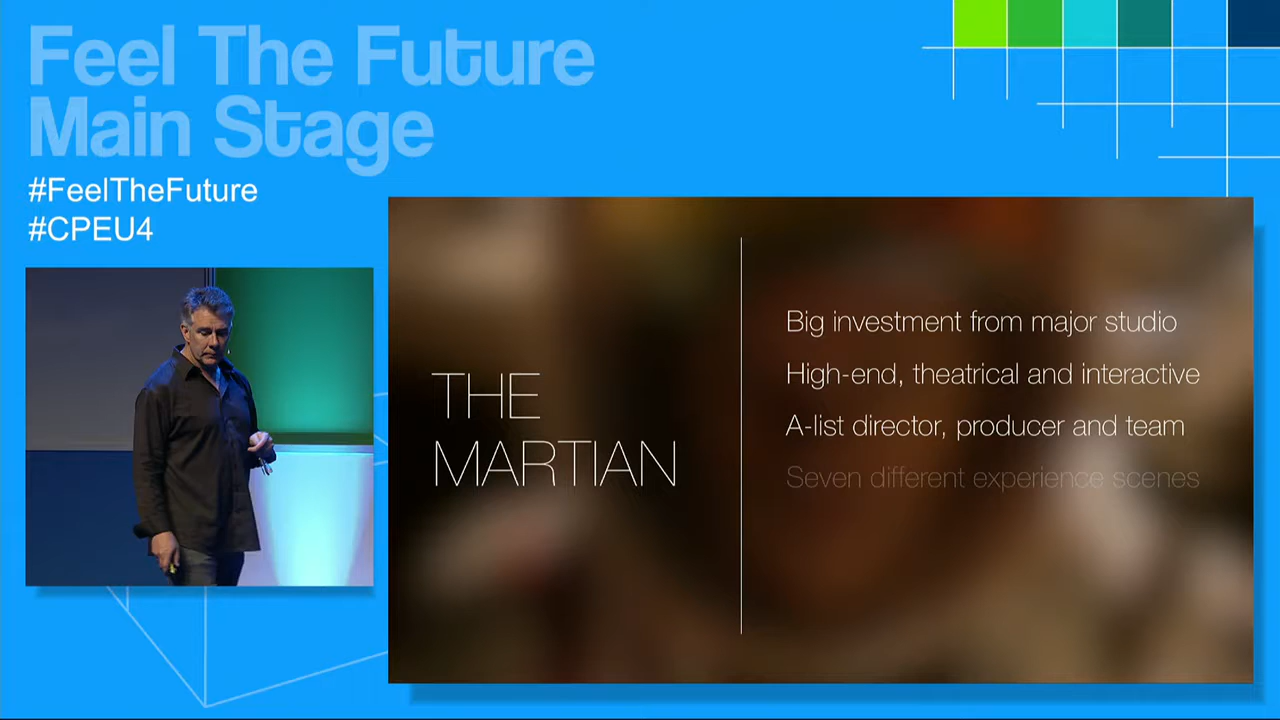 Feel The Future
Main Stage
#FeelTheFuture
#CPEU4
THE
MARTIAN
Big investment from major studio
High-end, theatrical and interactive
A-list director, producer and team
Seven different experience scenes